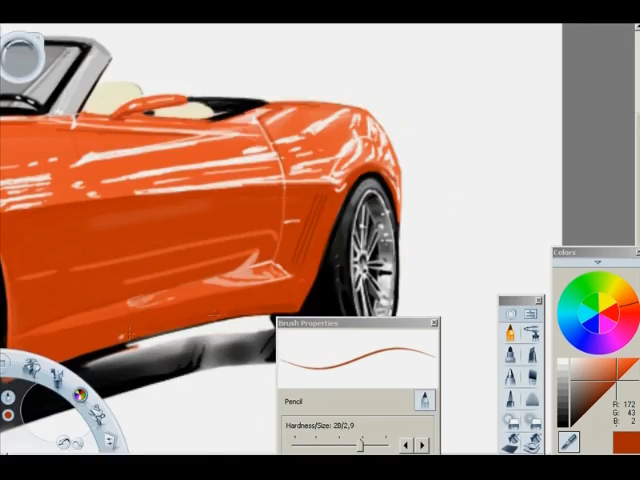 Colors
Brush Properties
Pencil
Hardness/Size: 28/2,9
R: 172
G: 43
B: 2